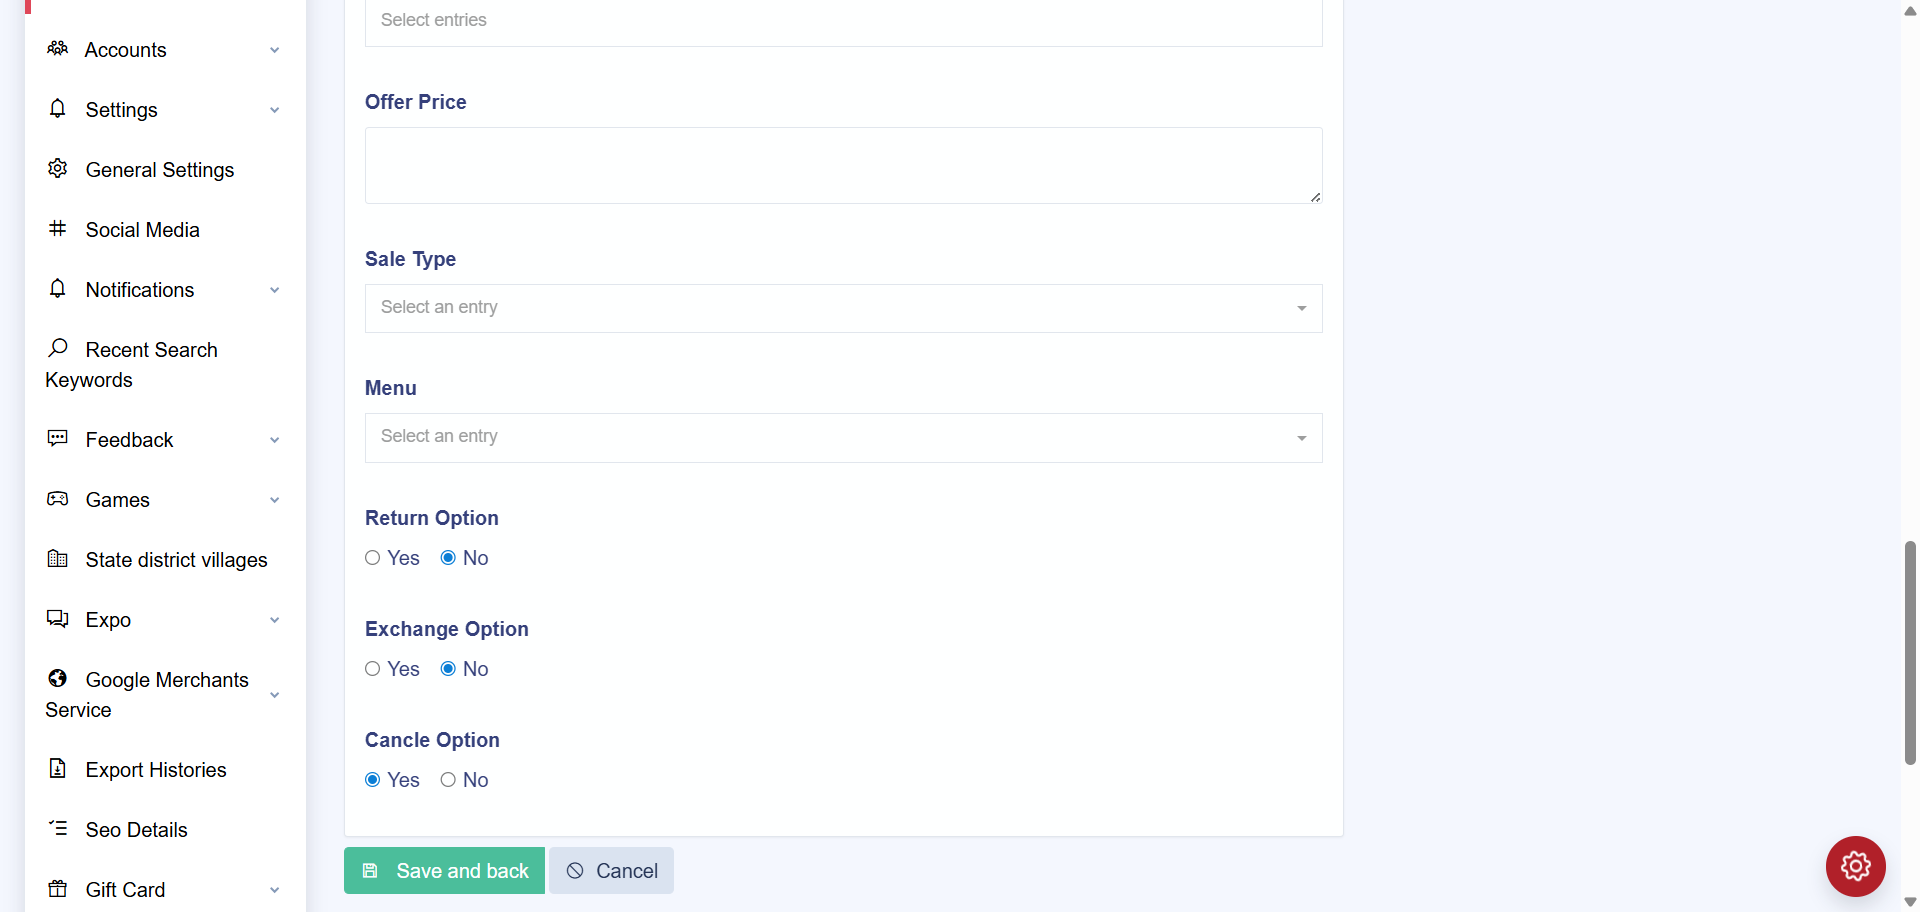 Accounts
Settings
General Settings
Social Media
Notifications
Recent Search
Keywords
Feedback
Games
State district villages
Expo
Google Merchants
Service
Export Histories
Seo Details
Gift Card
Select entries
Offer Price
Sale Type
Select an entry
Menu
Select an entry
Return Option
Yes No
Exchange Option
Yes No
Cancle Option
Yes No
Save and back Cancel